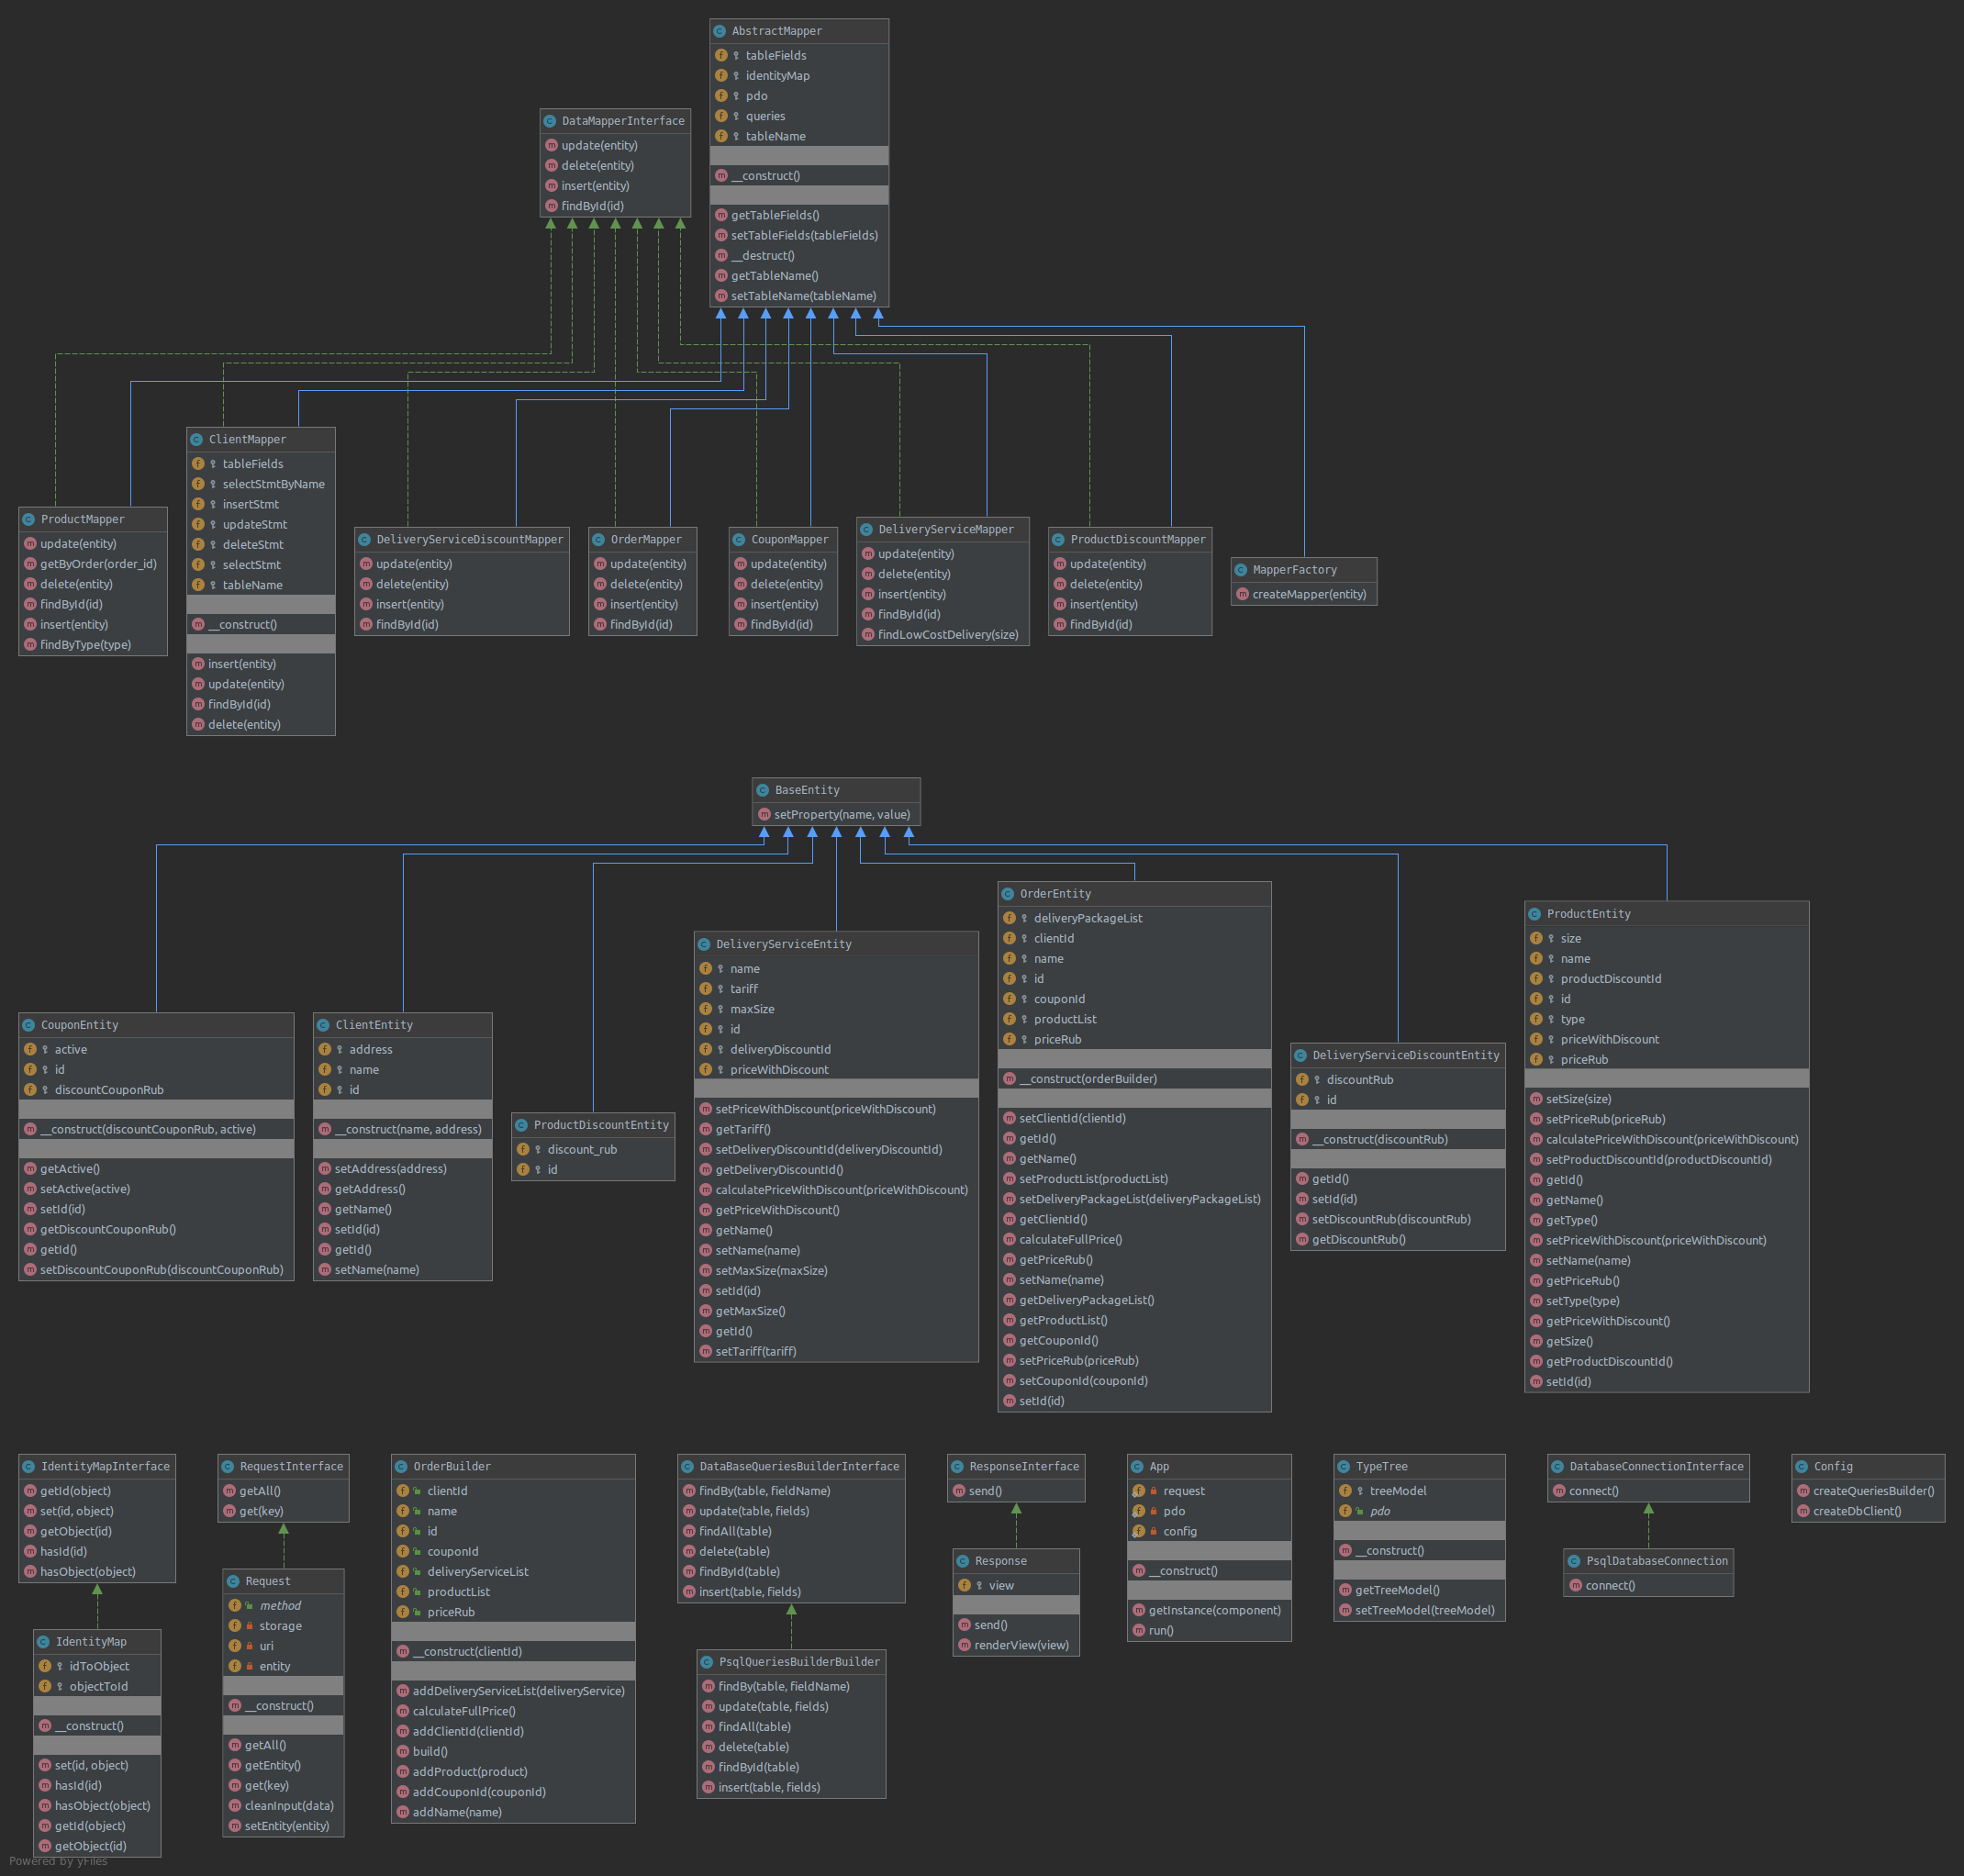 AbstractMapper
tableFields
identityMap
pdo
queries
tableName
__construct()
getTableFields()
setTableFields(tableFields)
__destruct()
getTableName()
setTableName(tableName)
DataMapperInterface
update(entity)
delete(entity)
insert(entity)
findById(id)
ProductMapper
update(entity)
getByOrder(order_id)
delete(entity)
findById(id)
insert(entity)
findByType(type)
ClientMapper
tableFields
selectStmtByName
insertStmt
updateStmt
deleteStmt
selectStmt
tableName
__construct()
insert(entity)
update(entity)
findById(id)
delete(entity)
DeliveryServiceDiscountMapper
update(entity)
delete(entity)
insert(entity)
findById(id)
OrderMapper
update(entity)
delete(entity)
insert(entity)
findById(id)
CouponMapper
update(entity)
delete(entity)
insert(entity)
findById(id)
DeliveryServiceMapper
update(entity)
delete(entity)
insert(entity)
findById(id)
findLowCostDelivery(size)
ProductDiscountMapper
update(entity)
delete(entity)
insert(entity)
findById(id)
MapperFactory
createMapper(entity)
BaseEntity
setProperty(name, value)
CouponEntity
active
id
discountCouponRub
__construct(discountCouponRub, active)
getActive()
setActive(active)
setId(id)
getDiscountCouponRub()
getId()
setDiscountCouponRub(discountCouponRub)
ClientEntity
address
name
id
__construct(name, address)
setAddress(address)
getAddress()
getName()
setId(id)
getId()
setName(name)
ProductDiscountEntity
discount_rub
id
DeliveryServiceEntity
name
tariff
maxSize
id
deliveryDiscountId
priceWithDiscount
setPriceWithDiscount(priceWithDiscount)
getTariff()
setDeliveryDiscountId(deliveryDiscountId)
getDeliveryDiscountId()
calculatePriceWithDiscount(priceWithDiscount)
getPriceWithDiscount()
getName()
setName(name)
setMaxSize(maxSize)
setId(id)
getMaxSize()
getId()
setTariff(tariff)
OrderEntity
deliveryPackageList
clientId
name
id
couponId
productList
priceRub
__construct(orderBuilder)
setClientId(clientId)
getId()
getName()
setProductList(productList)
setDeliveryPackageList(deliveryPackageList)
getClientId()
calculateFullPrice()
getPriceRub()
setName(name)
getDeliveryPackageList()
getProductList()
getCouponId()
setPriceRub(priceRub)
setCouponId(couponId)
setId(id)
DeliveryServiceDiscountEntity
discountRub
id
__construct(discountRub)
getId()
setId(id)
setDiscountRub(discountRub)
getDiscountRub()
ProductEntity
size
name
productDiscountId
id
type
priceWithDiscount
priceRub
setSize(size)
setPriceRub(priceRub)
calculatePriceWithDiscount(priceWithDiscount)
setProductDiscountId(productDiscountId)
getId()
getName()
getType()
setPriceWithDiscount(priceWithDiscount)
setName(name)
getPriceRub()
setType(type)
getPriceWithDiscount()
getSize()
getProductDiscountId()
setId(id)
IdentityMapInterface
getId(object)
set(id, object)
getObject(id)
hasId(id)
hasObject(object)
IdentityMap
idToObject
objectToId
__construct()
set(id, object)
hasId(id)
hasObject(object)
getId(object)
getObject(id)
RequestInterface
getAll()
get(key)
Request
method
storage
uri
entity
__construct()
getAll()
getEntity()
get(key)
cleanInput(data)
setEntity(entity)
OrderBuilder
clientId
name
id
couponId
deliveryServiceList
productList
priceRub
__construct(clientId)
addDeliveryServiceList(deliveryService)
calculateFullPrice()
addClientId(clientId)
build()
addProduct(product)
addCouponId(couponId)
addName(name)
DataBaseQueriesBuilderInterface
findBy(table, fieldName)
update(table, fields)
findAll(table)
delete(table)
findById(table)
insert(table, fields)
PsqlQueriesBuilderBuilder
findBy(table, fieldName)
update(table, fields)
findAll(table)
delete(table)
findById(table)
insert(table, fields)
ResponseInterface
send()
Response
view
send()
renderView(view)
App
request
pdo
config
__construct()
getInstance(component)
run()
TypeTree
treeModel
pdo
__construct()
getTreeModel()
setTreeModel(treeModel)
DatabaseConnectionInterface
connect()
PsqlDatabaseConnection
connect()
Config
createQueriesBuilder()
createDbClient()
Powered by yFiles